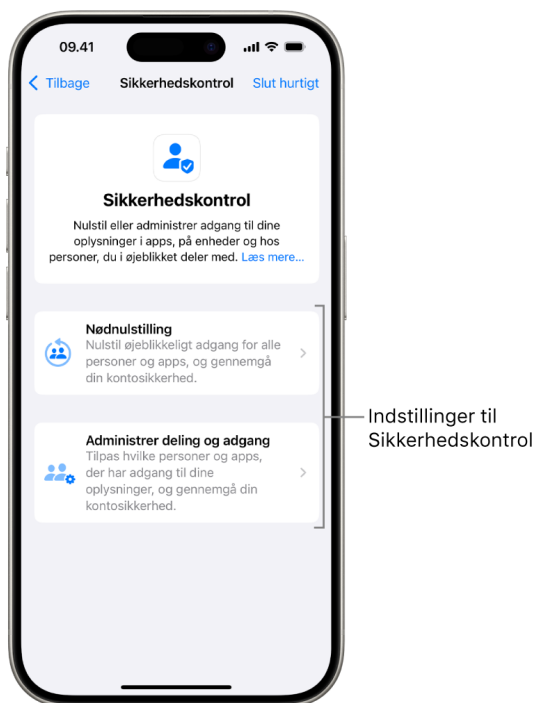 09.41
Tilbage
Sikkerhedskontrol
Slut hurtigt
Sikkerhedskontrol
Nulstil eller administrer adgang til dine
oplysninger i apps, på enheder og hos
personer, du i øjeblikket deler med. Læs mere...
Nødnulstilling
Nulstil øjeblikkeligt adgang for alle
personer og apps, og gennemgå
din kontosikkerhed.
Administrer deling og adgang
Tilpas hvilke personer og apps,
der har adgang til dine
oplysninger, og gennemgå din
kontosikkerhed.
Indstillinger til
Sikkerhedskontrol